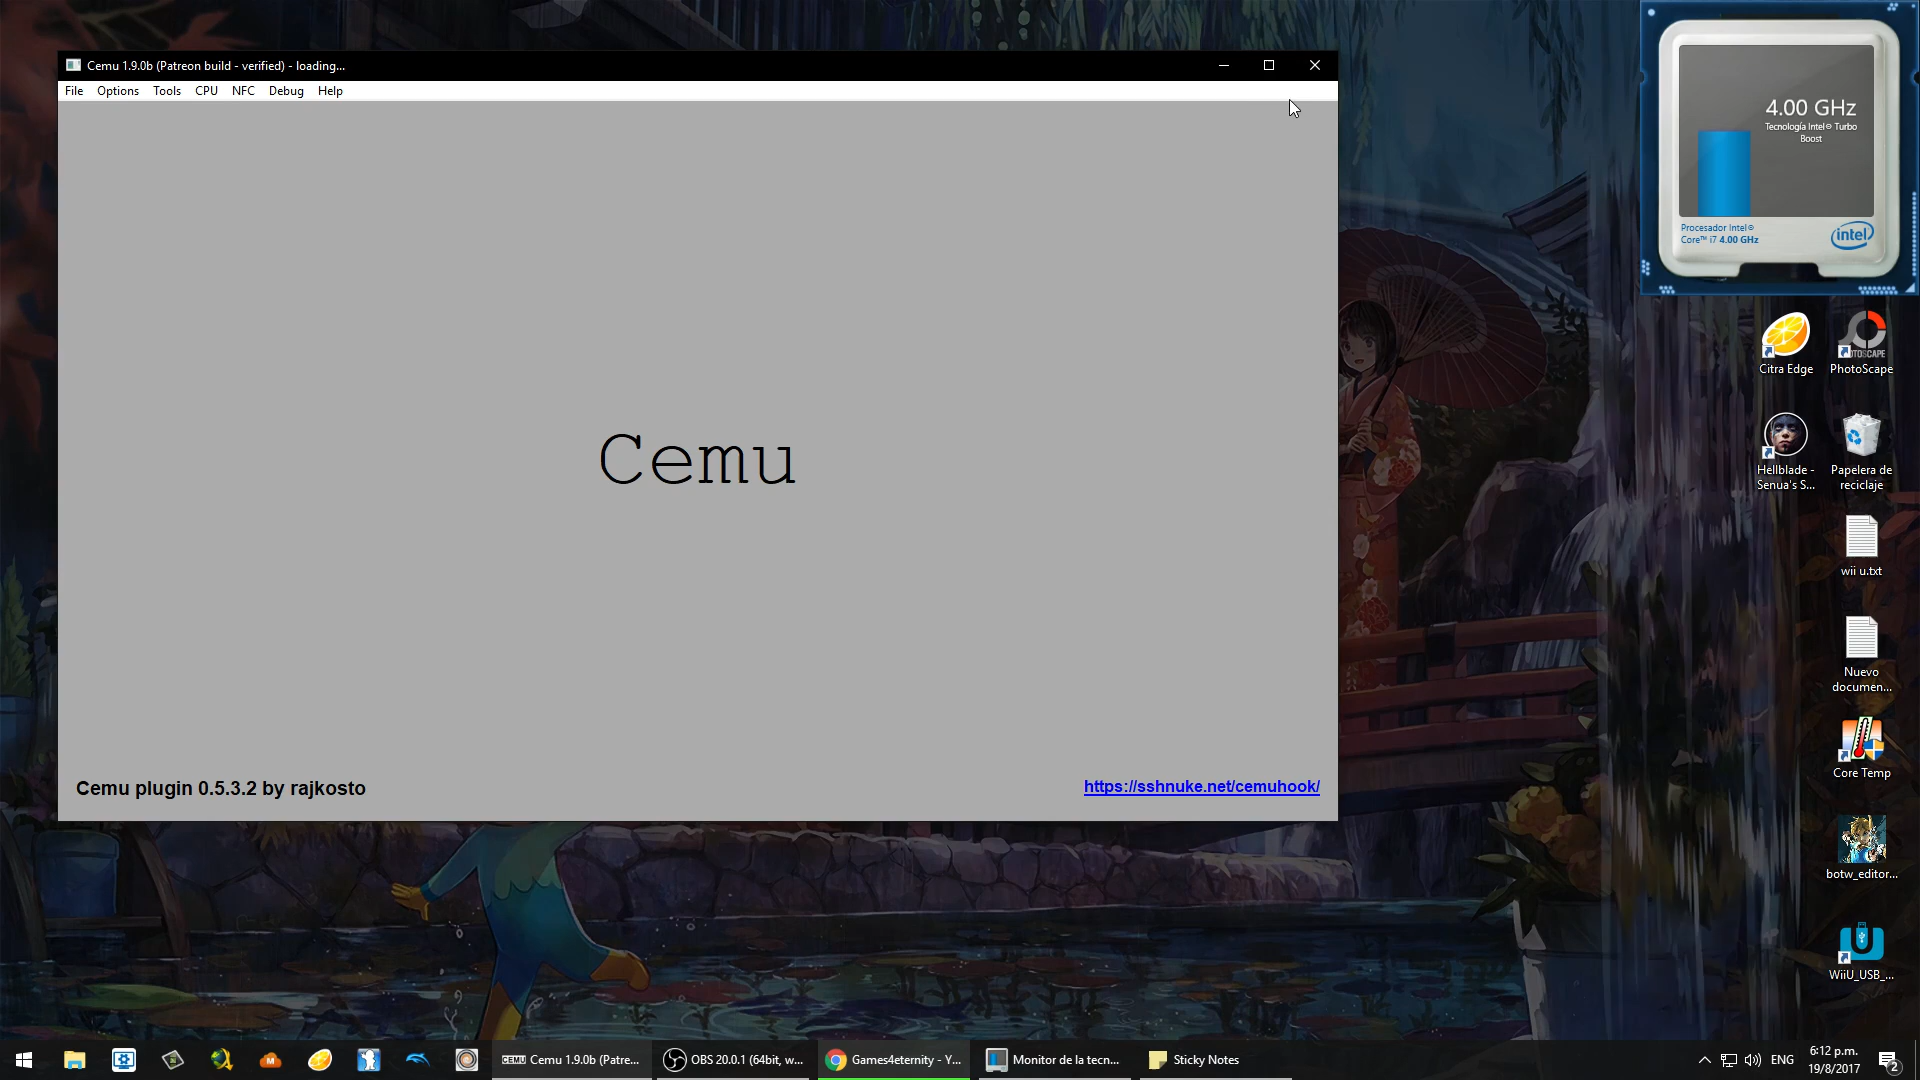 Cemu 1.9.0b (Patreon build - verified) - loading...
File Options Tools CPU NFC Debug Help
Cemu
Cemu plugin 0.5.3.2 by rajkosto
https://sshnuke.net/cemuhook/
4.00 GHz
Tecnología Intel® Turbo
Boost
Procesador Intel®
Core™ i7 4.00 GHz
intel
Citra Edge
PhotoScape
Hellblade -
Senua's S...
Papelera de
reciclaje
wii u.txt
Nuevo
documen...
Core Temp
botw_editor...
WiiU_USB_...
CEMU Cemu 1.9.0b (Patre...
OBS 20.0.1 (64bit, w...
Games4eternity - Y...
Monitor de la tecn...
Sticky Notes
ENG
6:12 p.m.
19/8/2017
2